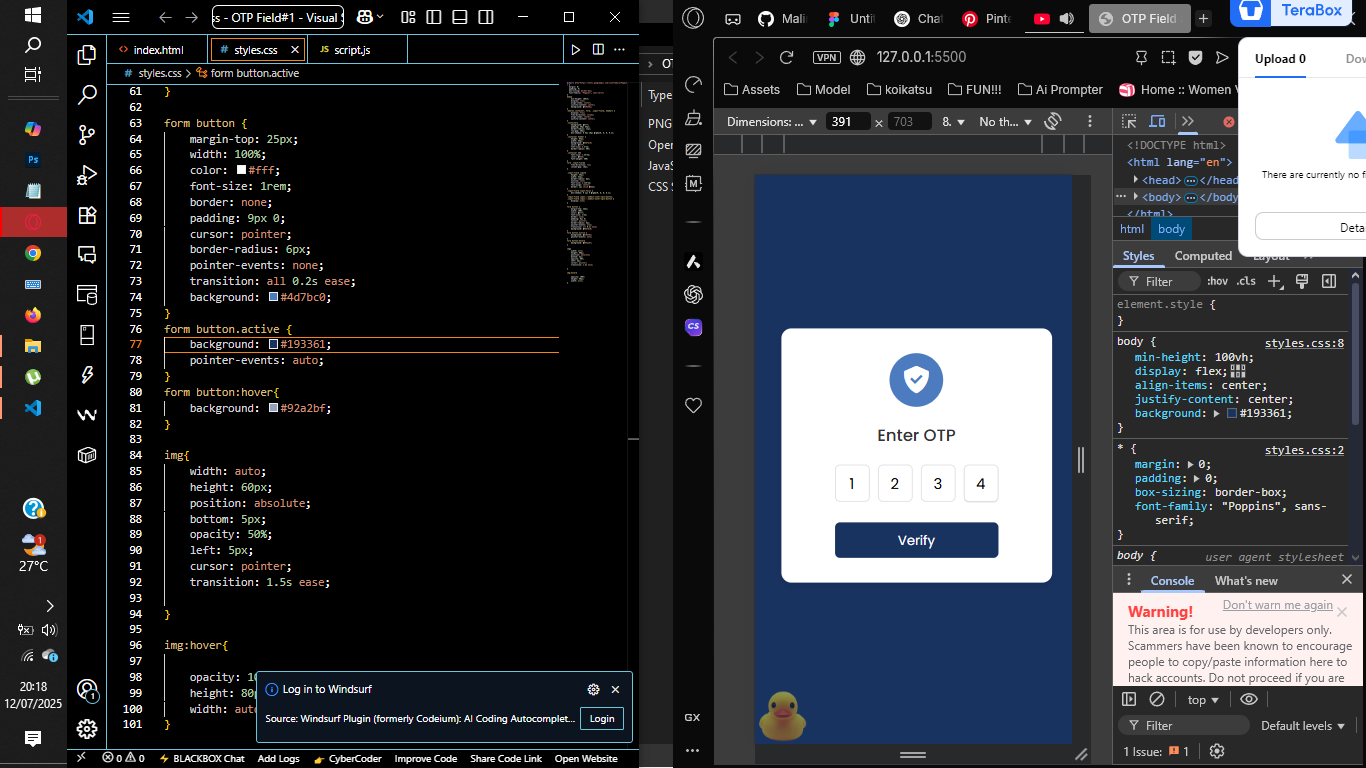 ss - OTP Field#1 - Visual S
index.html
styles.css
script.js
styles.css > form button.active
61 }
62
63 form button {
64 margin-top: 25px;
65 width: 100%;
66 color: #fff;
67 font-size: 1rem;
68 border: none;
69 padding: 9px 0;
70 cursor: pointer;
71 border-radius: 6px;
72 pointer-events: none;
73 transition: all 0.2s ease;
74 background: #4d7bc0;
75 }
76 form button.active {
77 background: #193361;
78 pointer-events: auto;
79 }
80 form button:hover{
81 background: #92a2bf;
82 }
83
84 img{
85 width: auto;
86 height: 60px;
87 position: absolute;
88 bottom: 5px;
89 opacity: 50%;
90 left: 5px;
91 cursor: pointer;
92 transition: 1.5s ease;
93
94 }
95
96 img:hover{
97
98 opacity: 10
99 height: 80p
100 width: aut
101 }
Log in to Windsurf
Source: Windsurf Plugin (formerly Codeium): AI Coding Autocomplet...
Login
0 0 BLACKBOX Chat Add Logs CyberCoder Improve Code Share Code Link Open Website
27°C
20:18
12/07/2025
OT
Type
PNG
Open
JavaS
CSS S
Mali
Unti
Cha
Pinte
OTP Field
TeraBox
VPN 127.0.0.1:5500
Assets Model koikatsu FUN!!! Ai Prompter Home :: Women V
Upload 0 Dow
There are currently no fi
Detai
Dimensions: ... 391 × 703 8. No th...
Enter OTP
1 2 3 4
Verify
GX
<!DOCTYPE html>
<html lang="en">
<head> </head
<body> </body
</html>
html body
Styles Computed Layout
Filter :hov .cls
element.style {
}
body { styles.css:8
min-height: 100vh;
display: flex;
align-items: center;
justify-content: center;
background: #193361;
}
* { styles.css:2
margin: 0;
padding: 0;
box-sizing: border-box;
font-family: "Poppins", sans-
serif;
}
body { user agent stylesheet
Console What's new
Warning! Don't warn me again
This area is for use by developers only.
Scammers have been known to encourage
people to copy/paste information here to
hack accounts. Do not proceed if you are
top
Filter Default levels
1 Issue: 1